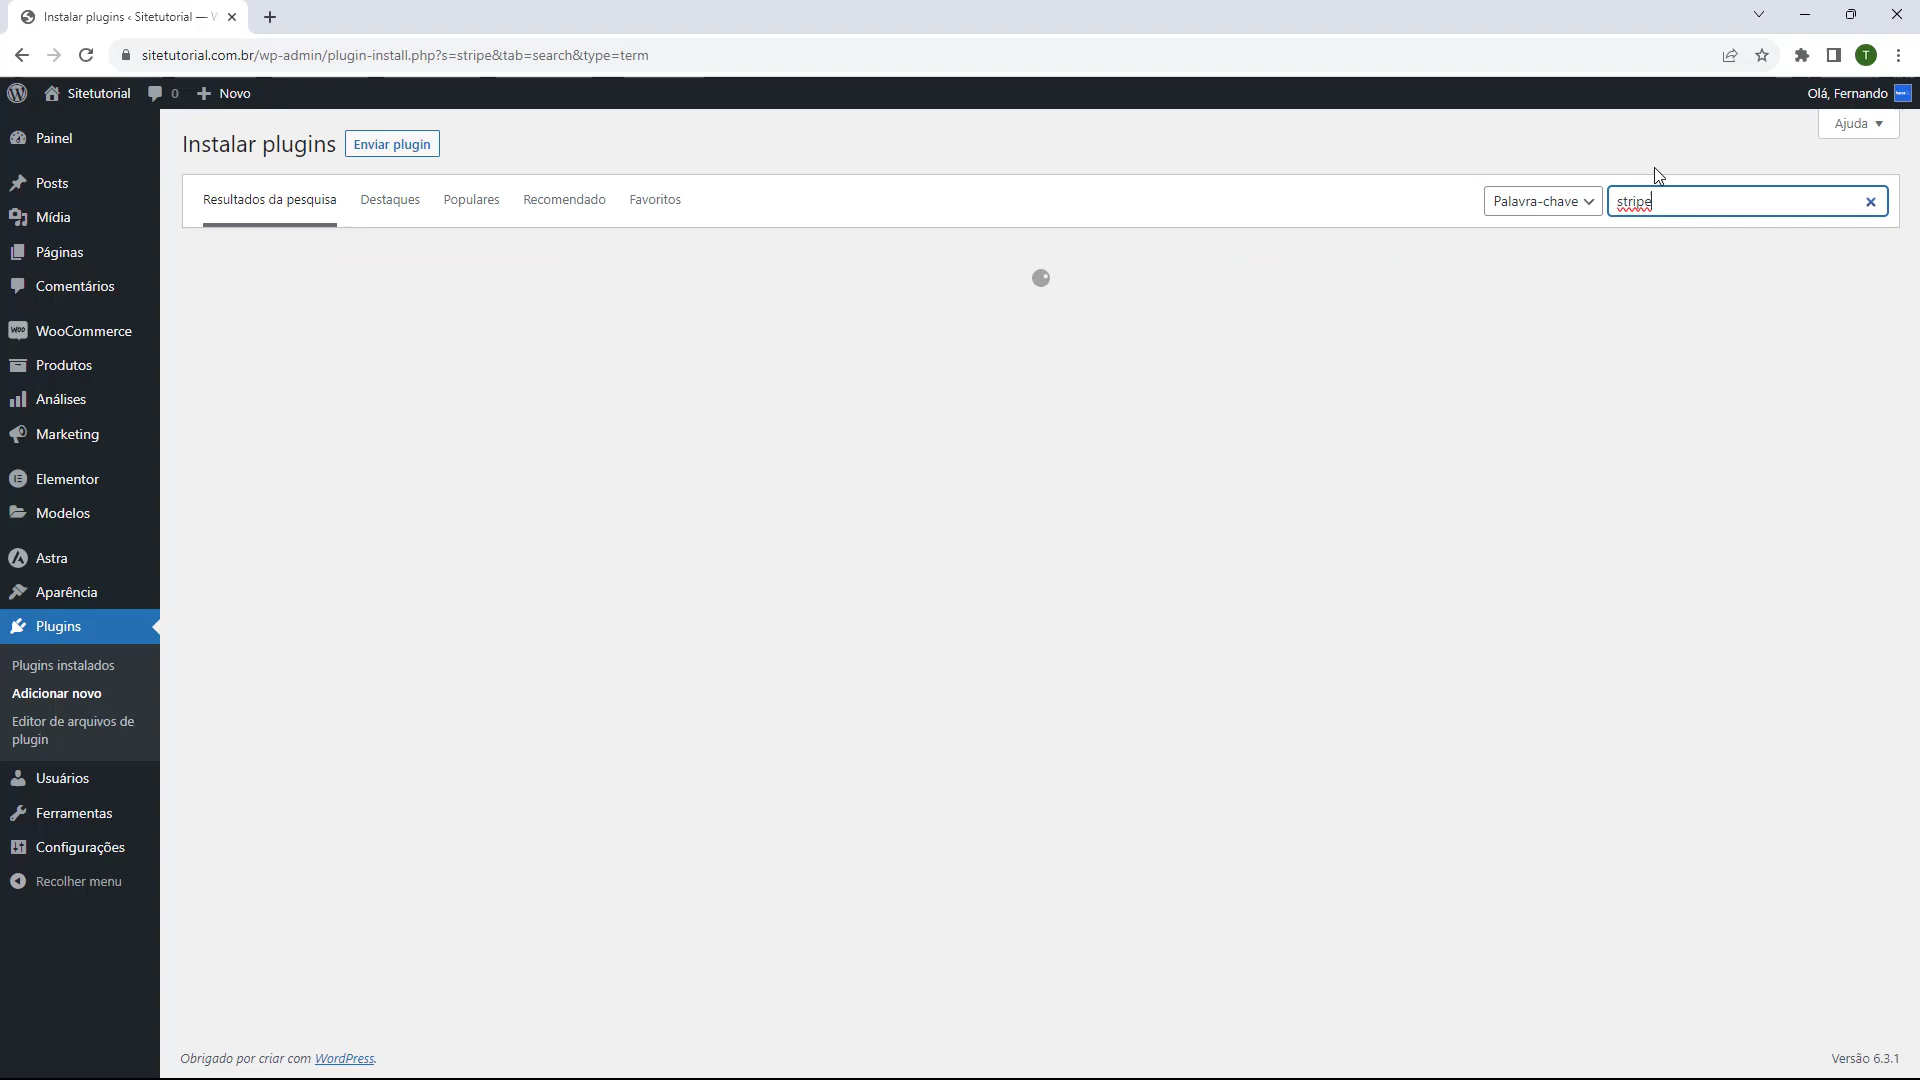 Instalar plugins ‹ Sitetutorial — W
sitetutorial.com.br/wp-admin/plugin-install.php?s=stripe&tab=search&type=term
T
Sitetutorial
0
Novo
Olá, Fernando
Ajuda
Painel
Posts
Mídia
Páginas
Comentários
WooCommerce
Produtos
Análises
Marketing
Elementor
Modelos
Astra
Aparência
Plugins
Plugins instalados
Adicionar novo
Editor de arquivos de
plugin
Usuários
Ferramentas
Configurações
Recolher menu
Instalar plugins
Enviar plugin
Resultados da pesquisa
Destaques
Populares
Recomendado
Favoritos
Palavra-chave
stripe
Obrigado por criar com WordPress.
Versão 6.3.1